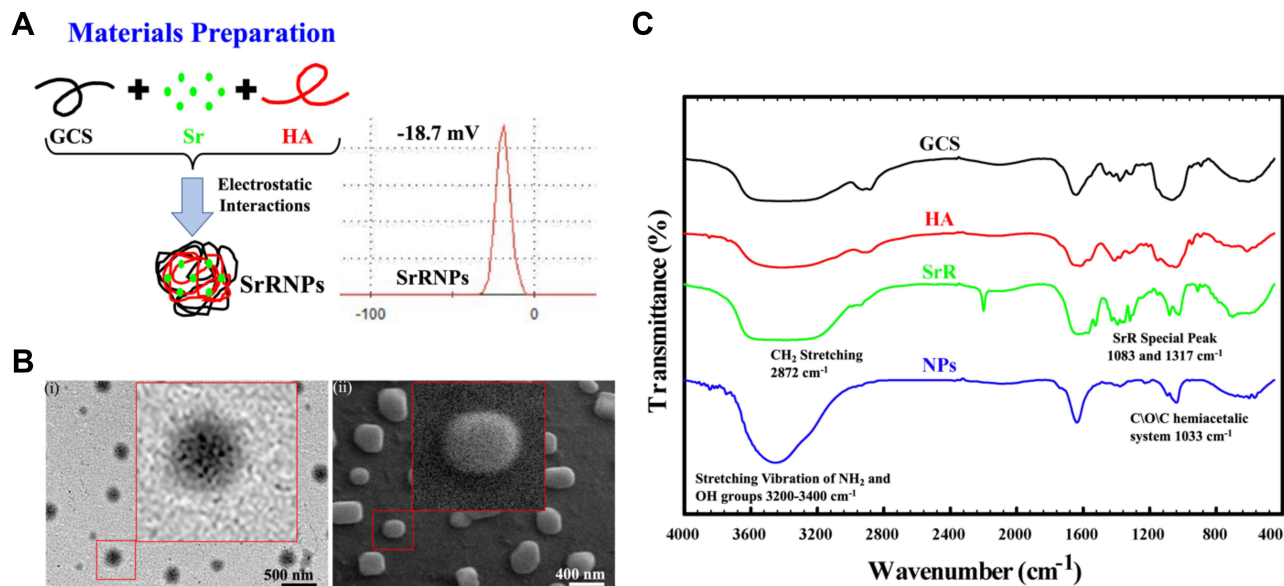 A
Materials Preparation
GCS
Sr
HA
Electrostatic
Interactions
SrRNPs
-18.7 mV
SrRNPs
-100
0
B
(i)
500 nm
(ii)
400 nm
C
Transmittance (%)
GCS
HA
SrR
CH2 Stretching
2872 cm-1
SrR Special Peak
1083 and 1317 cm-1
NPs
C\O\C hemiacetalic
system 1033 cm-1
Stretching Vibration of NH2 and
OH groups 3200-3400 cm-1
4000 3600 3200 2800 2400 2000 1600 1200 800 400
Wavenumber (cm-1)